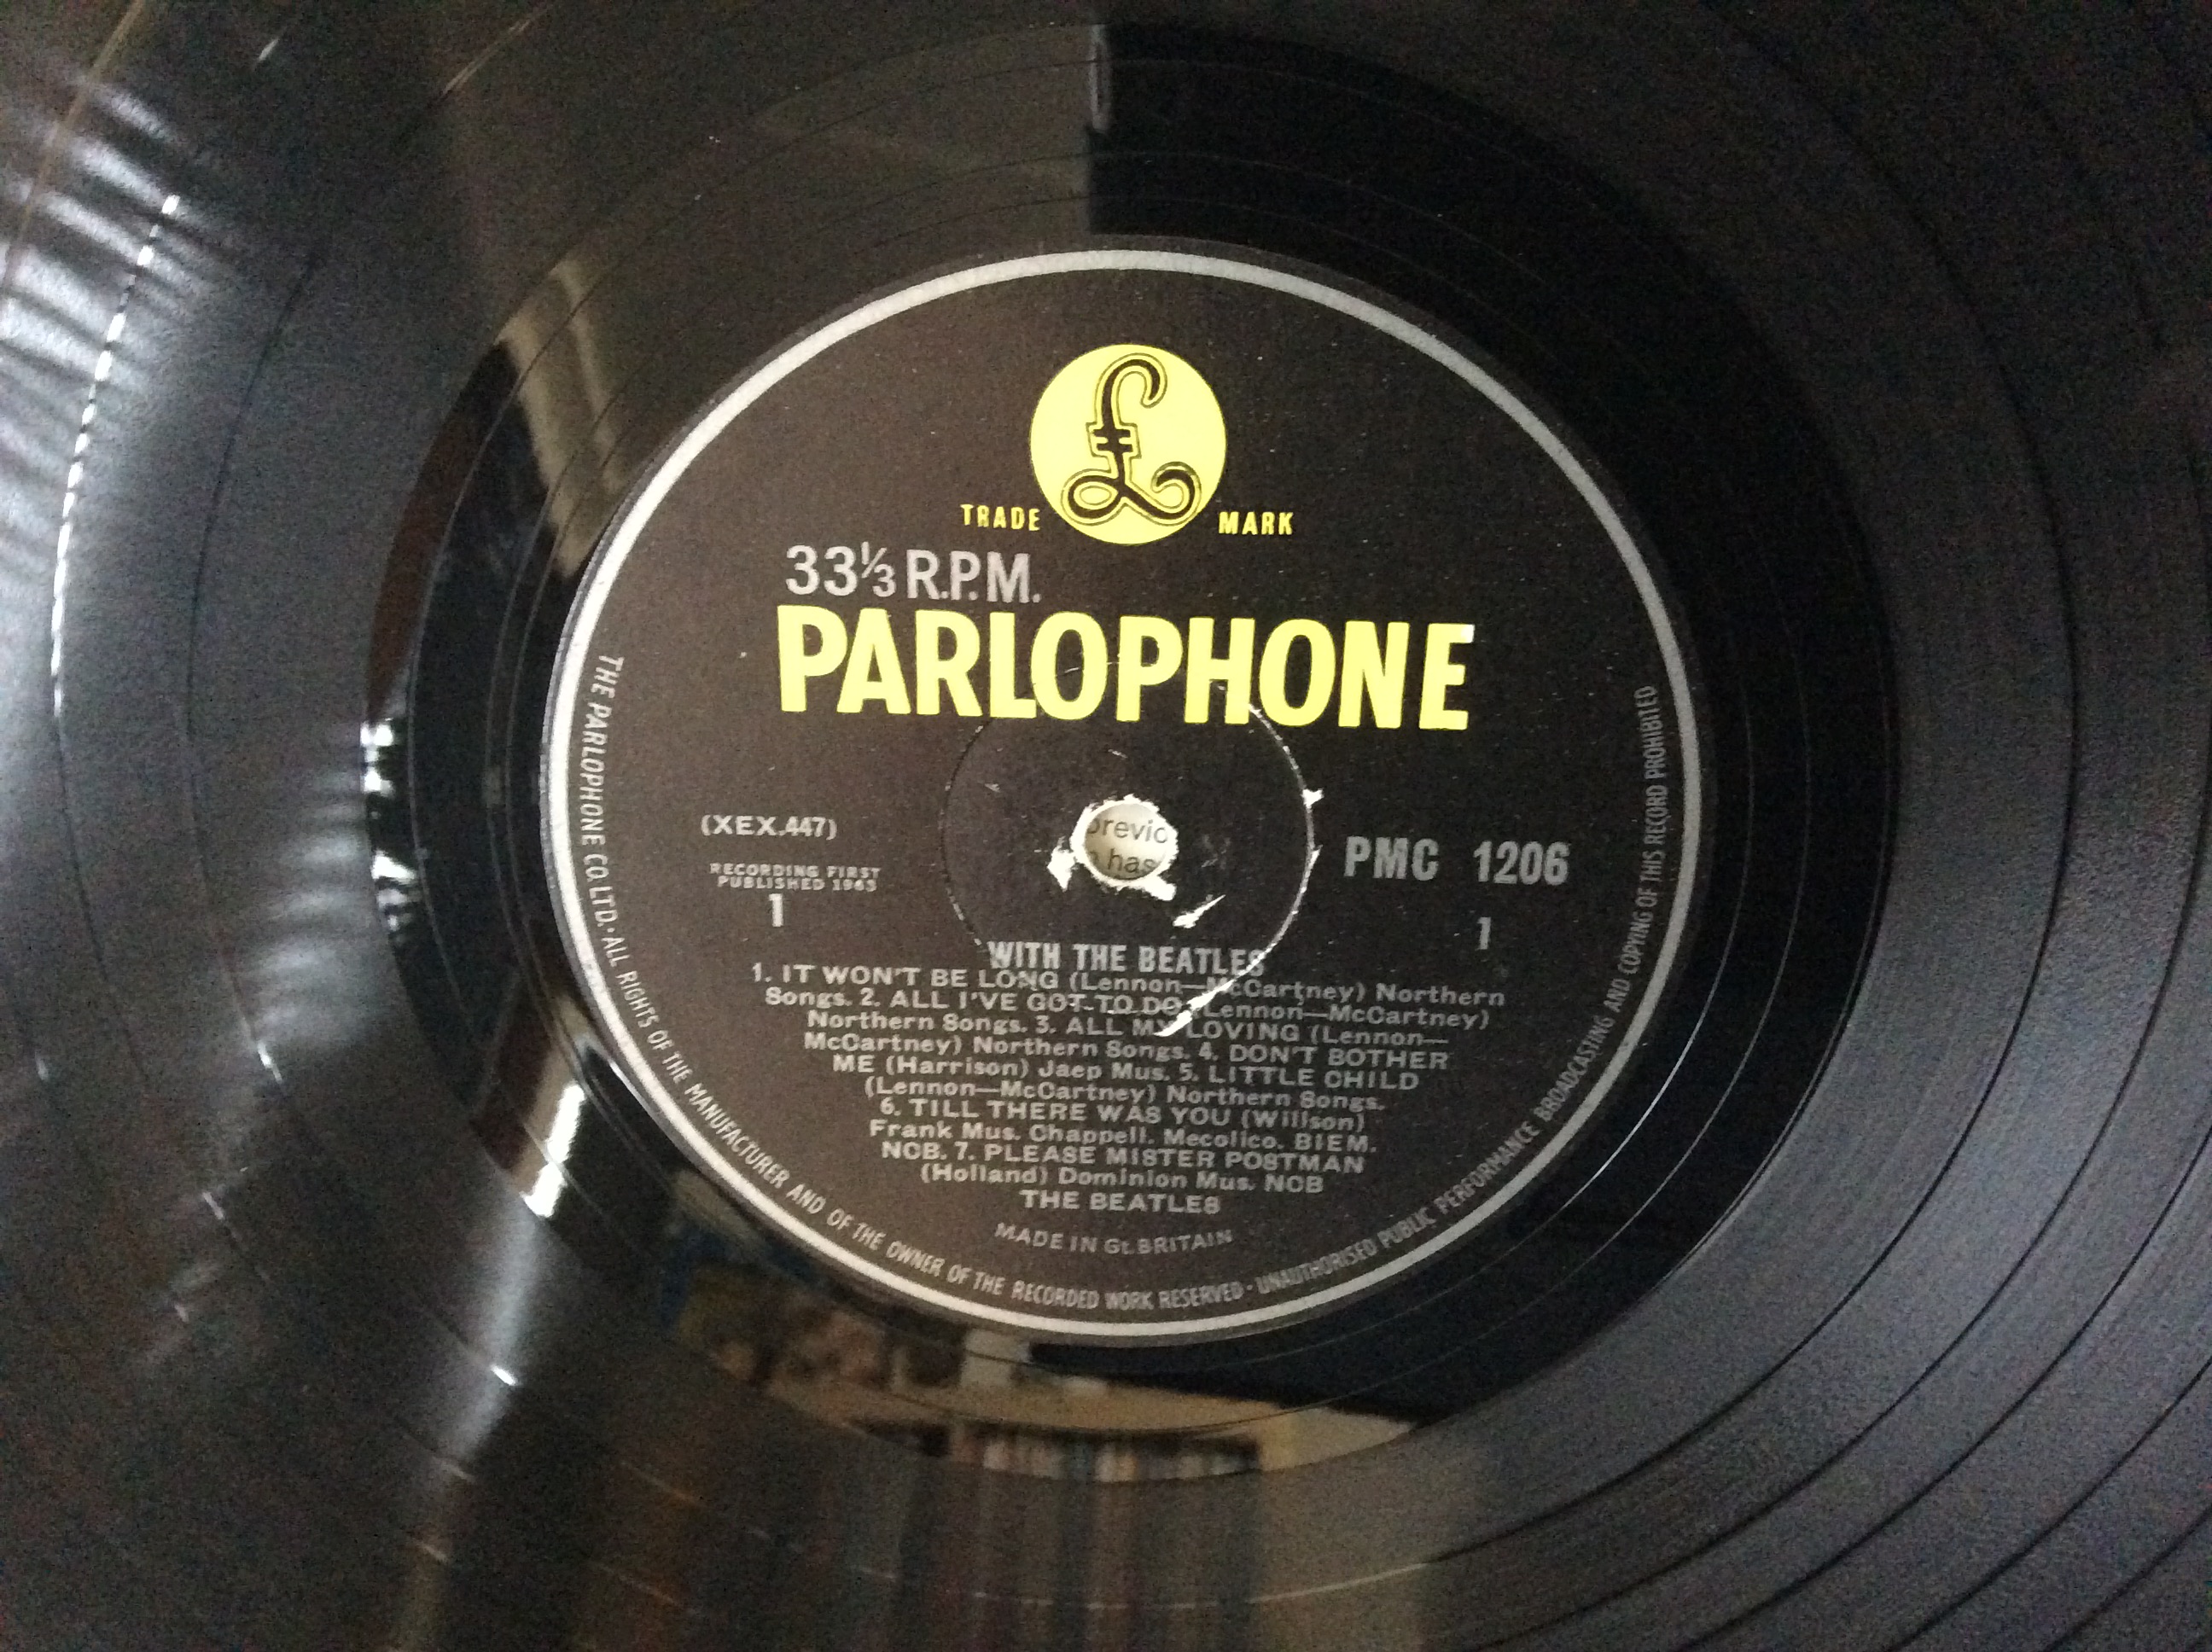 TRADE MARK
33⅓ R.P.M.
PARLOPHONE
(XEX.447)
RECORDING FIRST
PUBLISHED 1963
1
PMC 1206
1
previc
has
WITH THE BEATLES
1. IT WON'T BE LONG (Lennon—McCartney) Northern
Songs. 2. ALL I'VE GOT TO DO (Lennon—McCartney)
Northern Songs. 3. ALL MY LOVING (Lennon—
McCartney) Northern Songs. 4. DON'T BOTHER
ME (Harrison) Jaep Mus. 5. LITTLE CHILD
(Lennon—McCartney) Northern Songs.
6. TILL THERE WAS YOU (Willson)
Frank Mus. Chappell. Mecolico. BIEM.
NCB. 7. PLEASE MISTER POSTMAN
(Holland) Dominion Mus. NCB
THE BEATLES
MADE IN Gt. BRITAIN
THE PARLOPHONE CO. LTD. · ALL RIGHTS OF THE MANUFACTURER AND OF THE OWNER OF THE RECORDED WORK RESERVED · UNAUTHORISED PUBLIC PERFORMANCE BROADCASTING AND COPYING OF THIS RECORD PROHIBITED